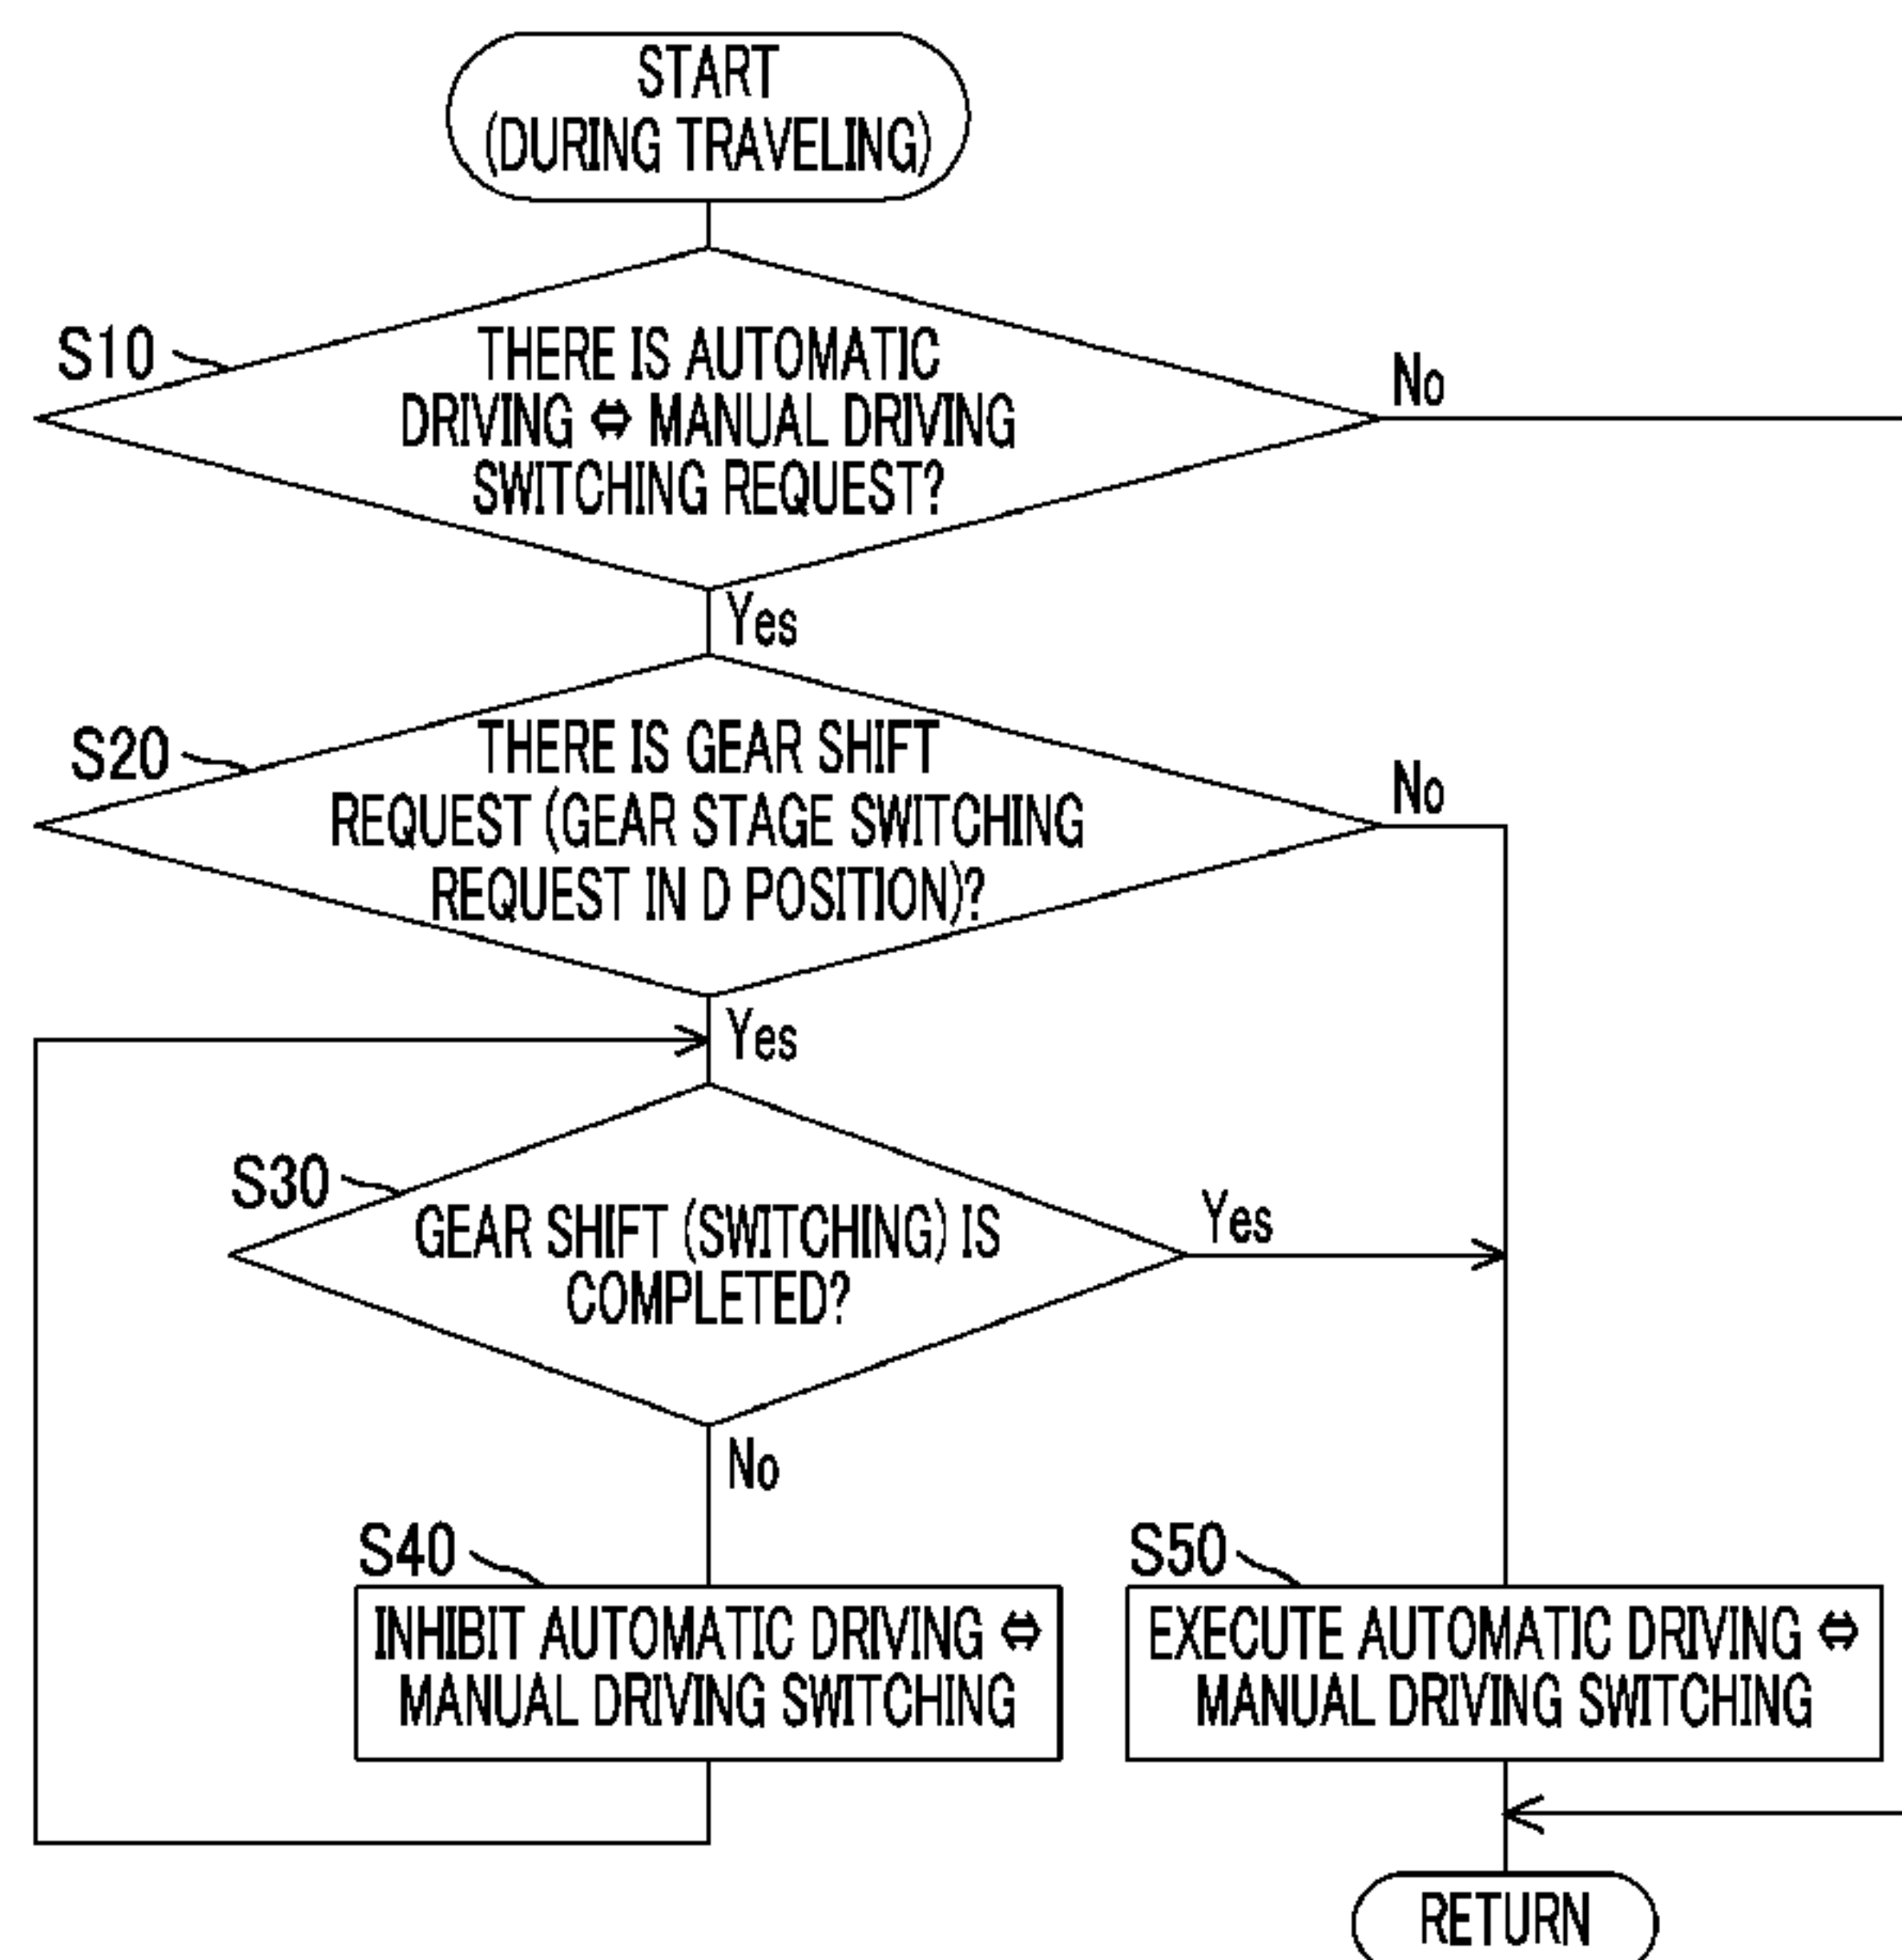 START
(DURING TRAVELING)
S10
THERE IS AUTOMATIC
DRIVING ⇔ MANUAL DRIVING
SWITCHING REQUEST?
No
Yes
S20
THERE IS GEAR SHIFT
REQUEST (GEAR STAGE SWITCHING
REQUEST IN D POSITION)?
No
Yes
S30
GEAR SHIFT (SWITCHING) IS
COMPLETED?
Yes
No
S40
INHIBIT AUTOMATIC DRIVING ⇔
MANUAL DRIVING SWITCHING
S50
EXECUTE AUTOMATIC DRIVING ⇔
MANUAL DRIVING SWITCHING
RETURN